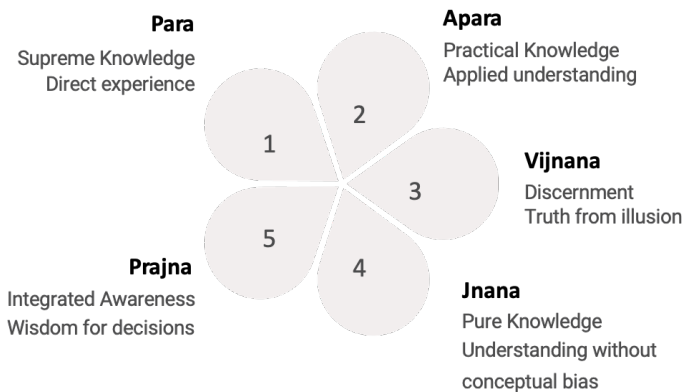 Para
Supreme Knowledge
Direct experience
1
Apara
Practical Knowledge
Applied understanding
2
Vijnana
Discernment
Truth from illusion
3
Jnana
Pure Knowledge
Understanding without
conceptual bias
4
Prajna
Integrated Awareness
Wisdom for decisions
5